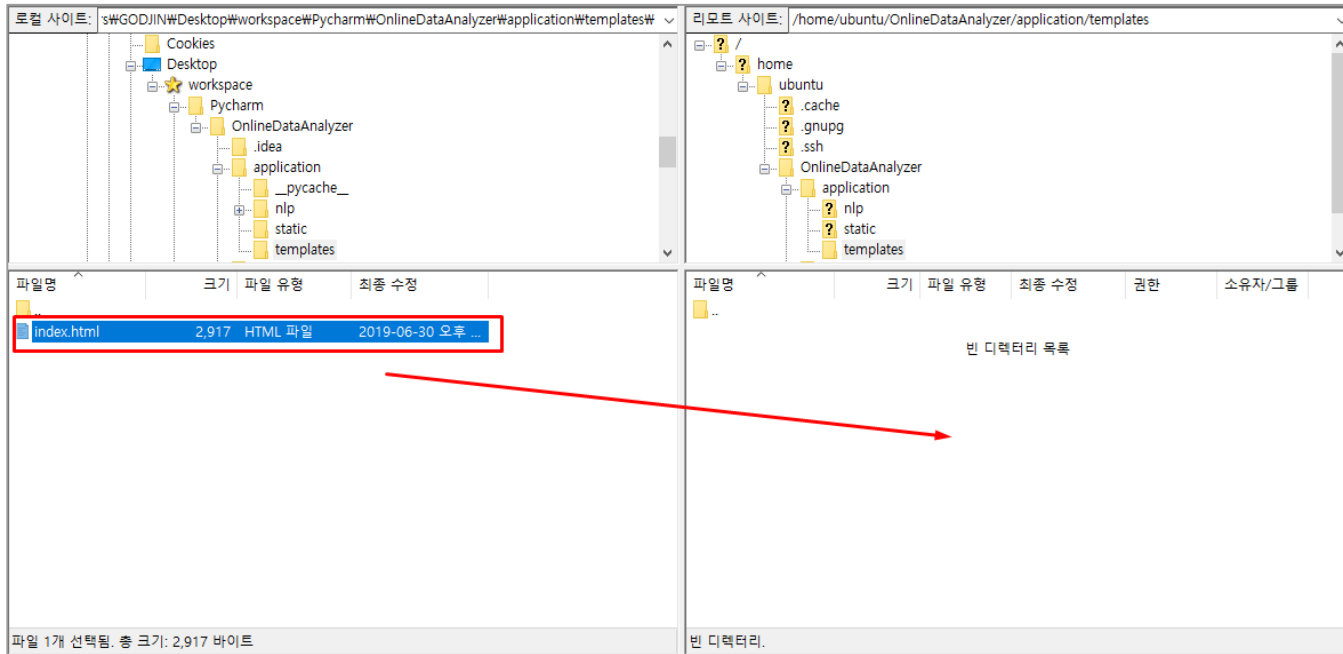 로컬 사이트: s₩GODJIN₩Desktop₩workspace₩Pycharm₩OnlineDataAnalyzer₩application₩templates₩
Cookies
Desktop
workspace
Pycharm
OnlineDataAnalyzer
.idea
application
__pycache__
nlp
static
templates
파일명 크기 파일 유형 최종 수정
..
index.html 2,917 HTML 파일 2019-06-30 오후 ...
파일 1개 선택됨. 총 크기: 2,917 바이트
리모트 사이트: /home/ubuntu/OnlineDataAnalyzer/application/templates
? /
? home
ubuntu
? .cache
? .gnupg
? .ssh
OnlineDataAnalyzer
application
? nlp
? static
templates
파일명 크기 파일 유형 최종 수정 권한 소유자/그룹
..
빈 디렉터리 목록
빈 디렉터리.